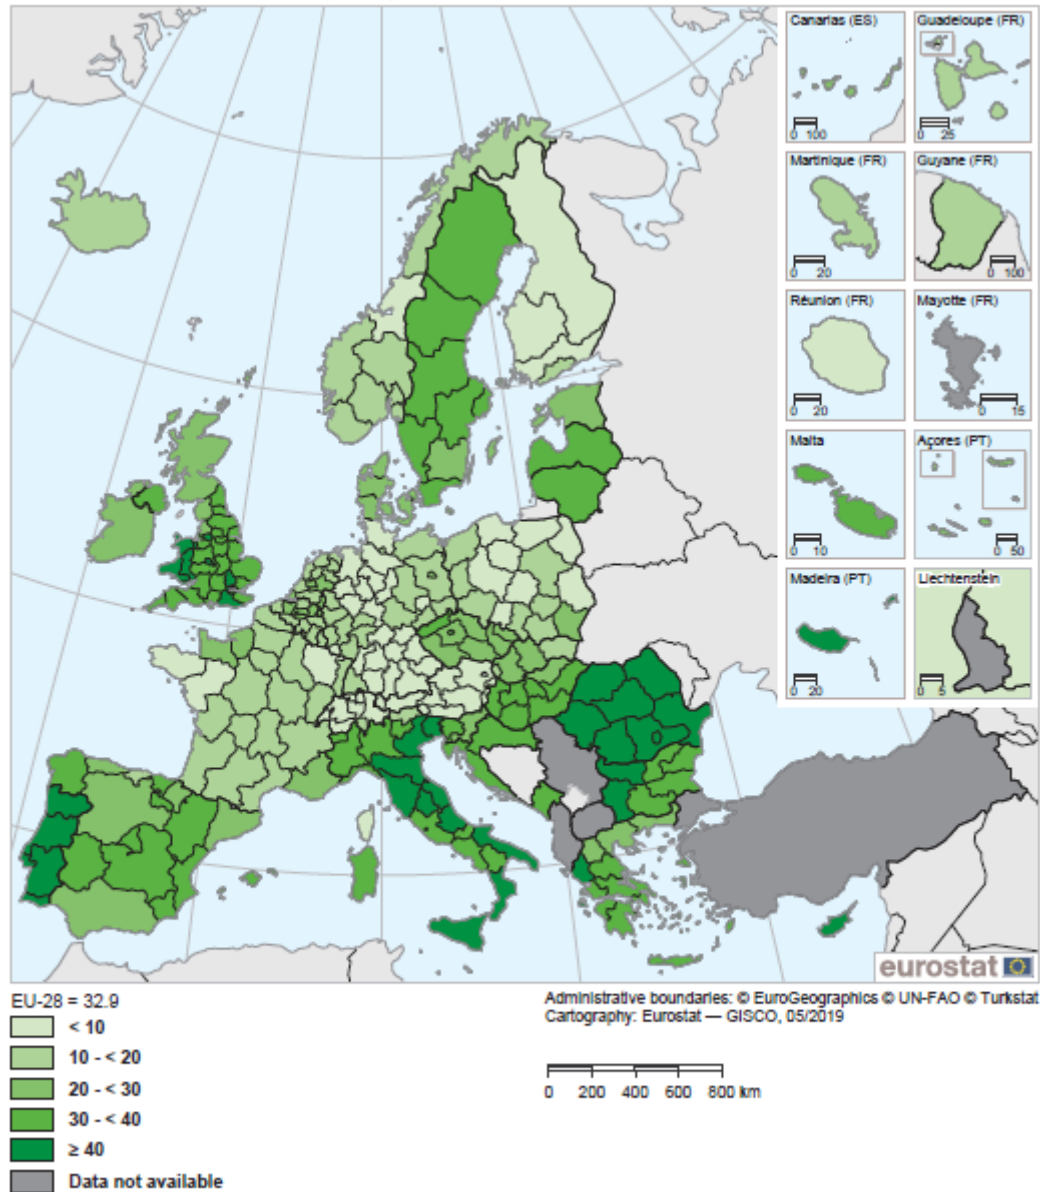 Canarias (ES)
0 100
Guadeloupe (FR)
0 25
Martinique (FR)
0 20
Guyane (FR)
0 100
Réunion (FR)
0 20
Mayotte (FR)
0 15
Malta
0 10
Açores (PT)
0 50
Madeira (PT)
0 20
Liechtenstein
0 5
eurostat
EU-28 = 32.9
< 10
10 - < 20
20 - < 30
30 - < 40
≥ 40
Data not available
Administrative boundaries: © EuroGeographics © UN-FAO © Turkstat
Cartography: Eurostat — GISCO, 05/2019
0 200 400 600 800 km